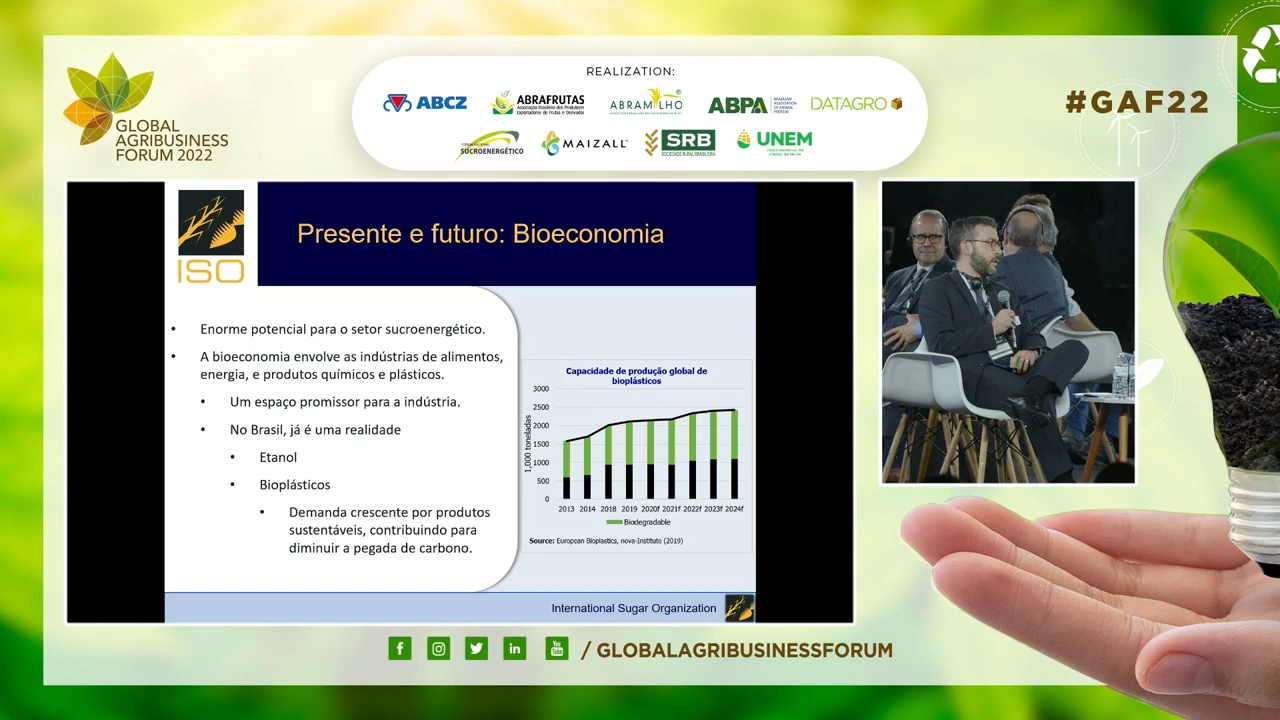 GLOBAL
AGRIBUSINESS
FORUM 2022
REALIZATION:
ABCZ
ABRAFRUTAS
Associação Brasileira dos Produtores
Exportadores de Frutas e Derivados
ABRAMILHO
ABPA
BRAZILIAN
ASSOCIATION
OF ANIMAL
PROTEIN
DATAGRO
SUCROENERGÉTICO
MAIZALL
SRB
SOCIEDADE RURAL BRASILEIRA
UNEM
#GAF22
ISO
Presente e futuro: Bioeconomia
• Enorme potencial para o setor sucroenergético.
• A bioeconomia envolve as indústrias de alimentos,
energia, e produtos químicos e plásticos.
• Um espaço promissor para a indústria.
• No Brasil, já é uma realidade
• Etanol
• Bioplásticos
• Demanda crescente por produtos
sustentáveis, contribuindo para
diminuir a pegada de carbono.
Capacidade de produção global de
bioplásticos
1,000 toneladas
3000
2500
2000
1500
1000
500
0
2013 2014 2018 2019 2020f 2021f 2022f 2023f 2024f
Biodegradable
Source: European Bioplastics, nova-Institute (2019)
International Sugar Organization
/ GLOBALAGRIBUSINESSFORUM